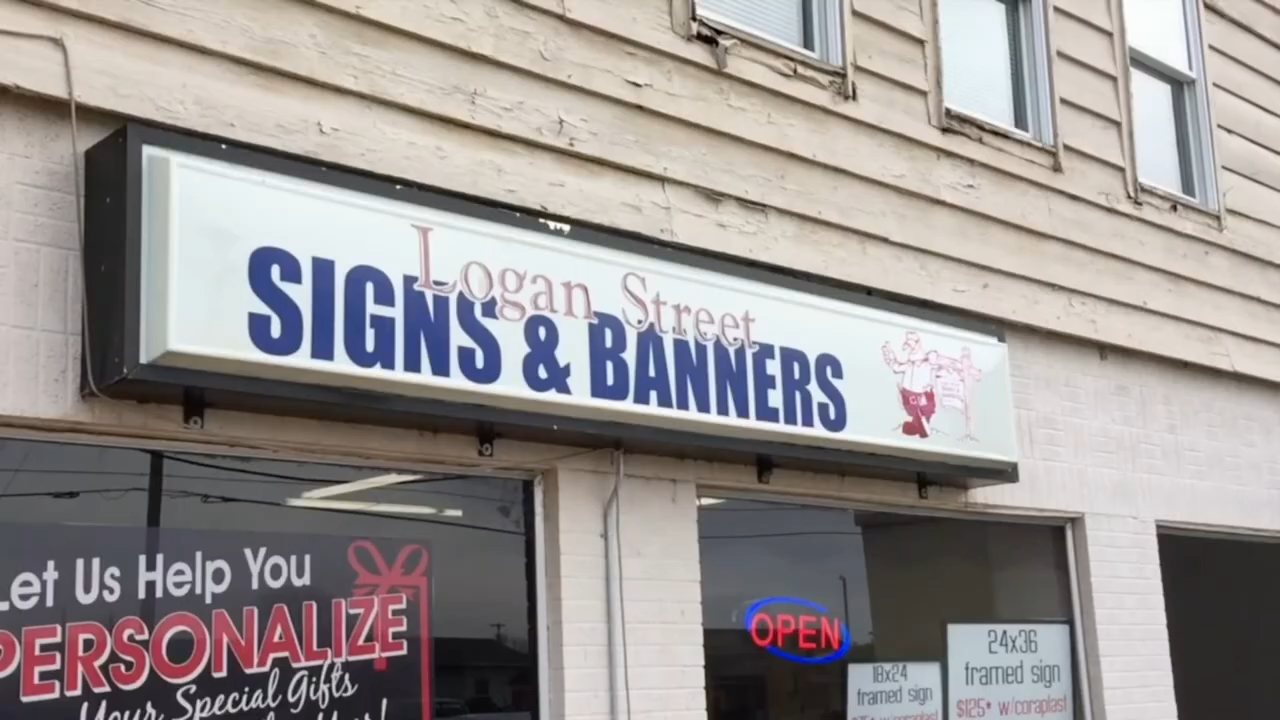 Logan Street
SIGNS & BANNERS
Let Us Help You
PERSONALIZE
Your Special Gifts
OPEN
18x24
framed sign
24x36
framed sign
$125* w/coraplast